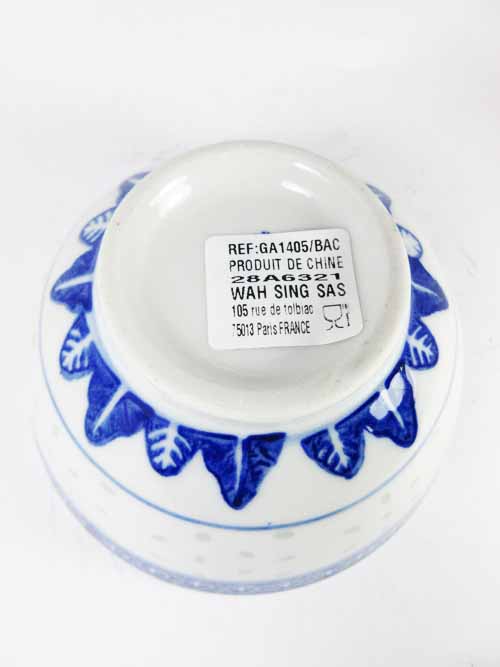 REF:GA1405/BAC
PRODUIT DE CHINE
28A6321
WAH SING SAS
105 rue de tolbiac
75013 Paris FRANCE